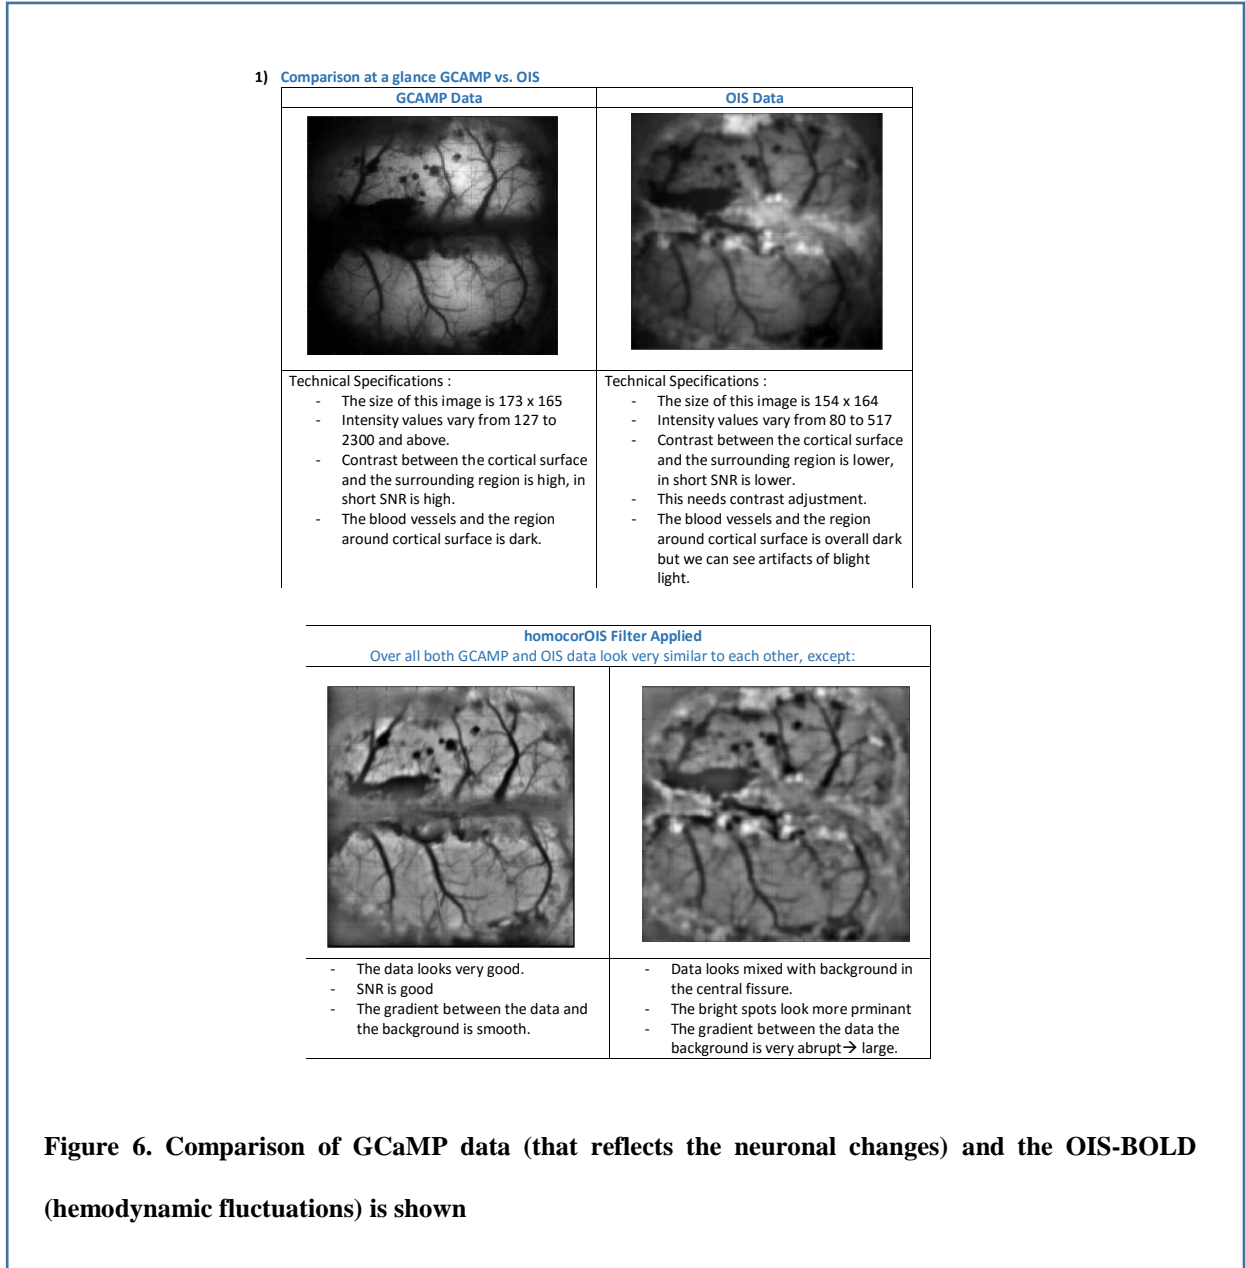 1) Comparison at a glance GCAMP vs. OIS
GCAMP Data
OIS Data
Technical Specifications :
- The size of this image is 173 x 165
- Intensity values vary from 127 to
2300 and above.
- Contrast between the cortical surface
and the surrounding region is high, in
short SNR is high.
- The blood vessels and the region
around cortical surface is dark.
Technical Specifications :
- The size of this image is 154 x 164
- Intensity values vary from 80 to 517
- Contrast between the cortical surface
and the surrounding region is lower,
in short SNR is lower.
- This needs contrast adjustment.
- The blood vessels and the region
around cortical surface is overall dark
but we can see artifacts of blight
light.
homocorOIS Filter Applied
Over all both GCAMP and OIS data look very similar to each other, except:
- The data looks very good.
- SNR is good
- The gradient between the data and
the background is smooth.
- Data looks mixed with background in
the central fissure.
- The bright spots look more prminant
- The gradient between the data the
background is very abrupt→ large.
Figure 6. Comparison of GCaMP data (that reflects the neuronal changes) and the OIS-BOLD
(hemodynamic fluctuations) is shown